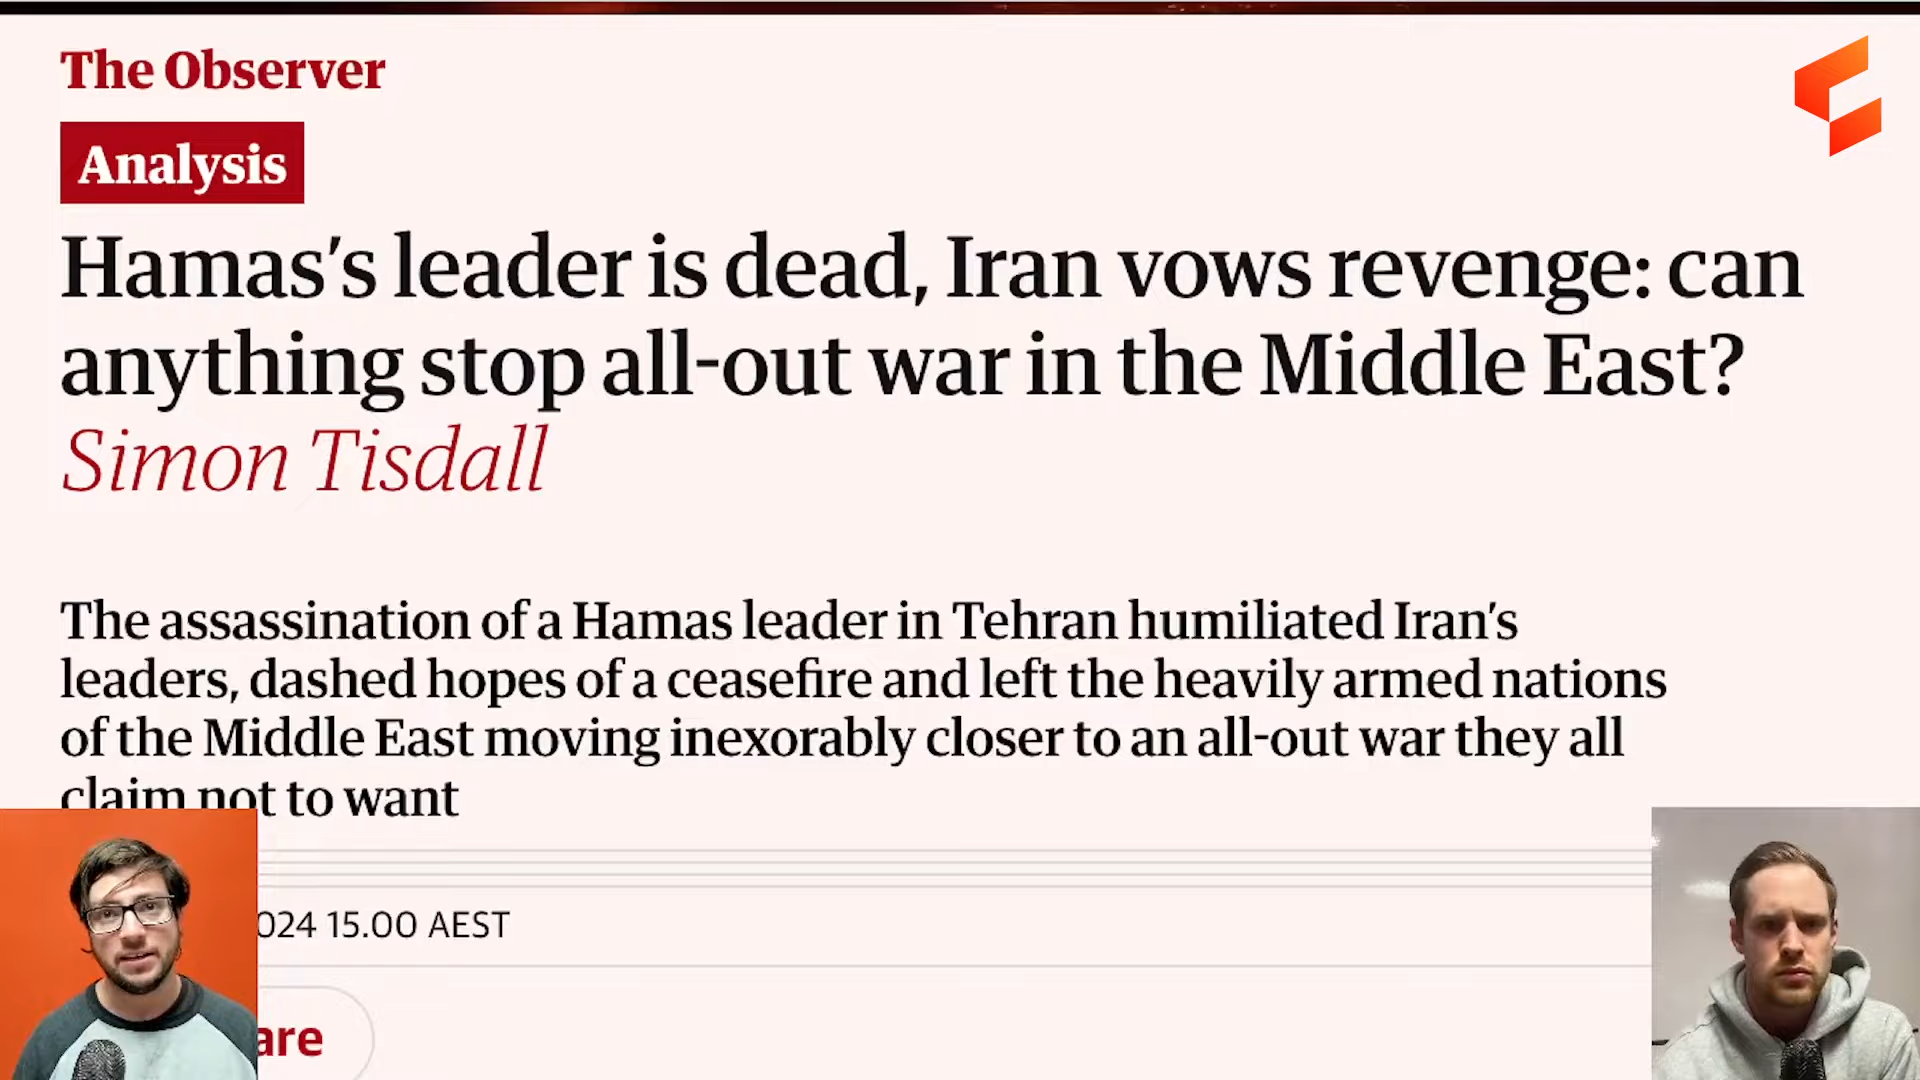 The Observer
Analysis
Hamas’s leader is dead, Iran vows revenge: can
anything stop all-out war in the Middle East?
Simon Tisdall
The assassination of a Hamas leader in Tehran humiliated Iran’s
leaders, dashed hopes of a ceasefire and left the heavily armed nations
of the Middle East moving inexorably closer to an all-out war they all
claim not to want
024 15.00 AEST
are